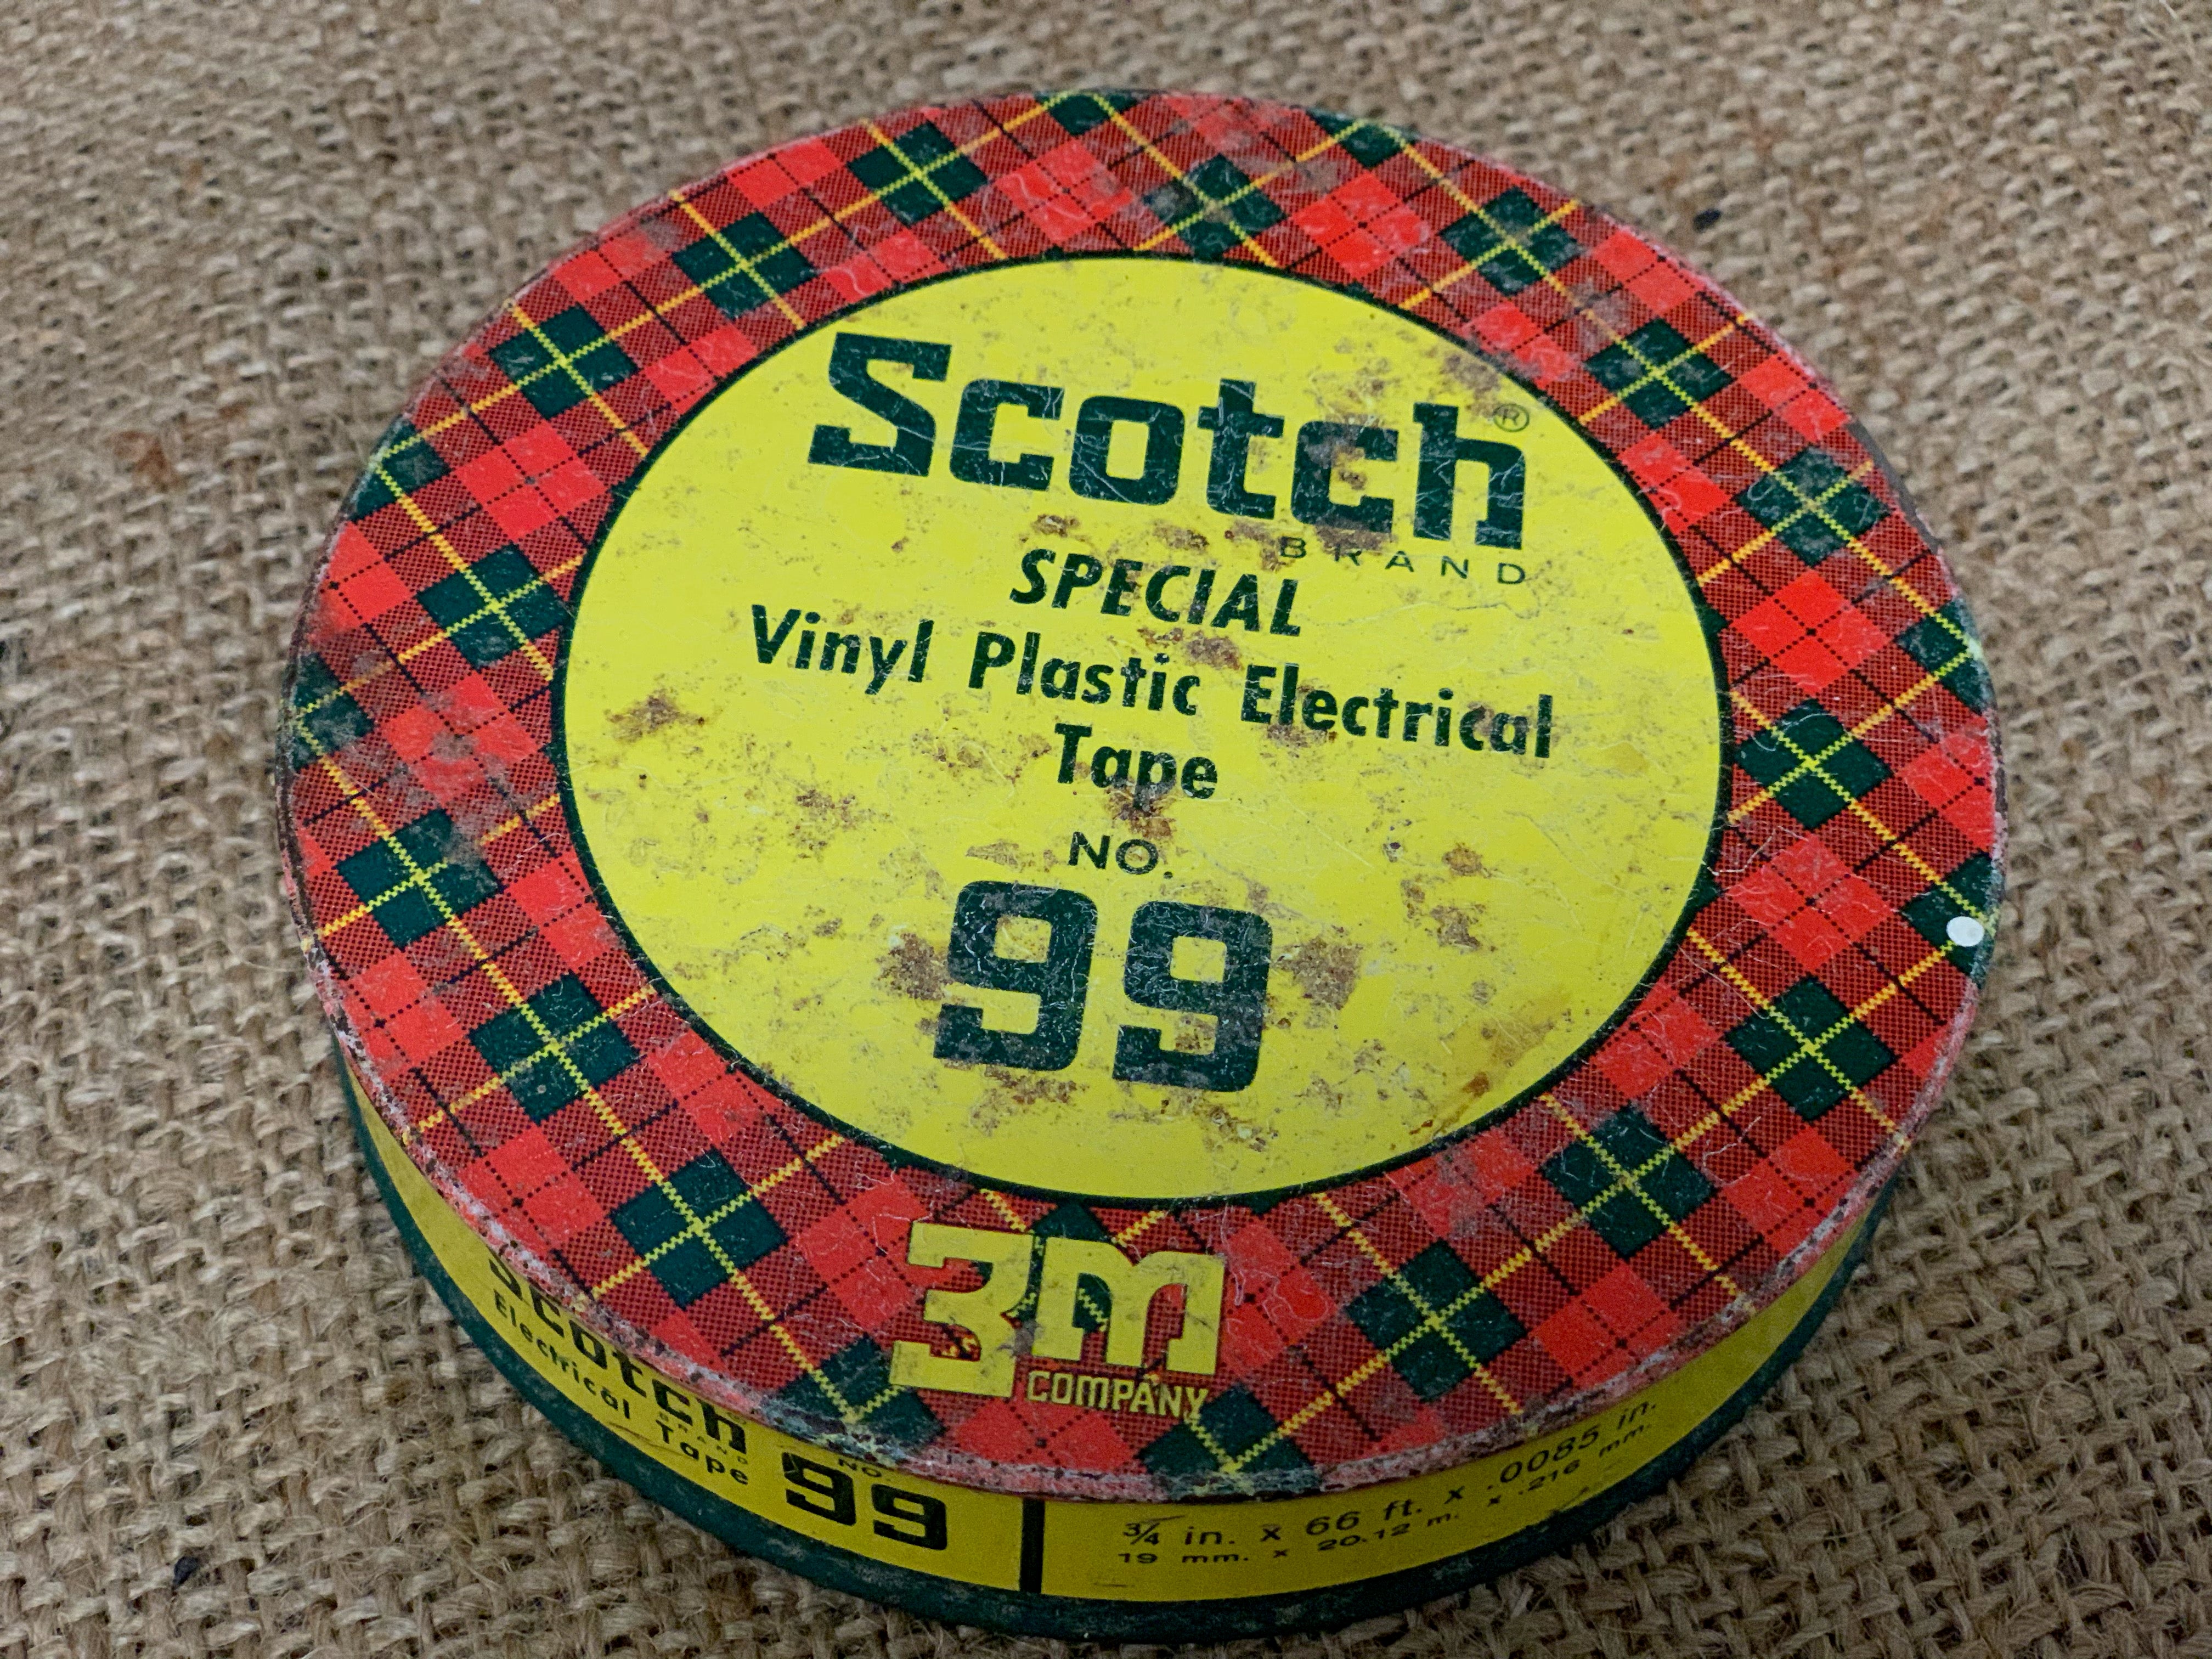 Scotch®
BRAND
SPECIAL
Vinyl Plastic Electrical
Tape
NO.
99
3M
COMPANY
Scotch
BRAND
Electrical Tape
NO.
99
3/4 in. x 66 ft. x .0085 in.
19 mm. x 20.12 m. x .216 mm.